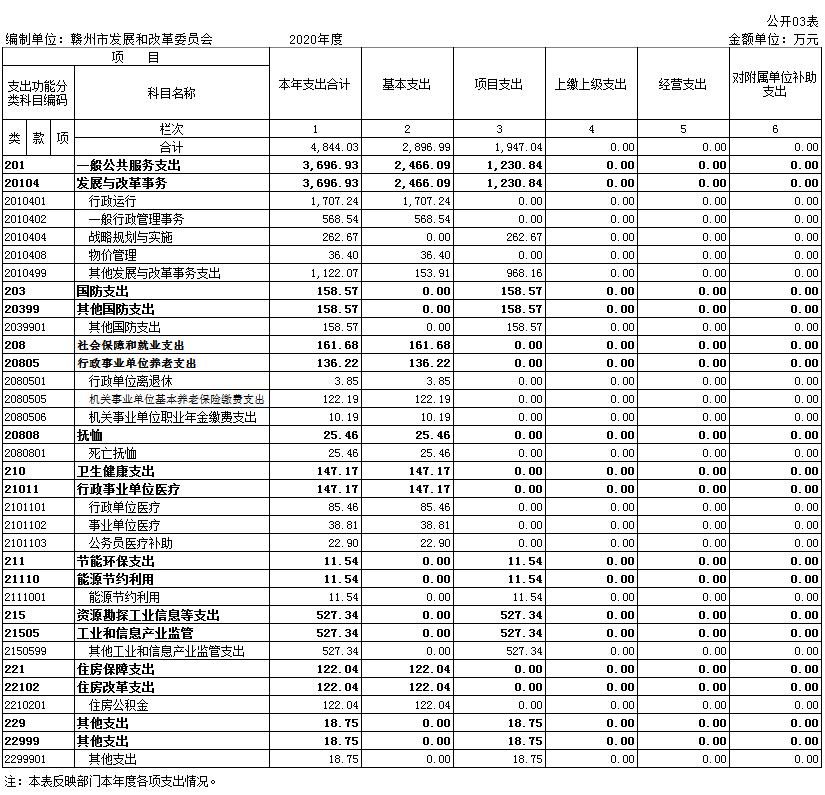 公开03表
编制单位：赣州市发展和改革委员会 2020年度 金额单位：万元
项 目 本年支出合计 基本支出 项目支出 上缴上级支出 经营支出 对附属单位补助支出
支出功能分类科目编码 科目名称
类 款 项 栏次 1 2 3 4 5 6
合计 4,844.03 2,896.99 1,947.04 0.00 0.00 0.00
201 一般公共服务支出 3,696.93 2,466.09 1,230.84 0.00 0.00 0.00
20104 发展与改革事务 3,696.93 2,466.09 1,230.84 0.00 0.00 0.00
2010401 行政运行 1,707.24 1,707.24 0.00 0.00 0.00 0.00
2010402 一般行政管理事务 568.54 568.54 0.00 0.00 0.00 0.00
2010404 战略规划与实施 262.67 0.00 262.67 0.00 0.00 0.00
2010408 物价管理 36.40 36.40 0.00 0.00 0.00 0.00
2010499 其他发展与改革事务支出 1,122.07 153.91 968.16 0.00 0.00 0.00
203 国防支出 158.57 0.00 158.57 0.00 0.00 0.00
20399 其他国防支出 158.57 0.00 158.57 0.00 0.00 0.00
2039901 其他国防支出 158.57 0.00 158.57 0.00 0.00 0.00
208 社会保障和就业支出 161.68 161.68 0.00 0.00 0.00 0.00
20805 行政事业单位养老支出 136.22 136.22 0.00 0.00 0.00 0.00
2080501 行政单位离退休 3.85 3.85 0.00 0.00 0.00 0.00
2080505 机关事业单位基本养老保险缴费支出 122.19 122.19 0.00 0.00 0.00 0.00
2080506 机关事业单位职业年金缴费支出 10.19 10.19 0.00 0.00 0.00 0.00
20808 抚恤 25.46 25.46 0.00 0.00 0.00 0.00
2080801 死亡抚恤 25.46 25.46 0.00 0.00 0.00 0.00
210 卫生健康支出 147.17 147.17 0.00 0.00 0.00 0.00
21011 行政事业单位医疗 147.17 147.17 0.00 0.00 0.00 0.00
2101101 行政单位医疗 85.46 85.46 0.00 0.00 0.00 0.00
2101102 事业单位医疗 38.81 38.81 0.00 0.00 0.00 0.00
2101103 公务员医疗补助 22.90 22.90 0.00 0.00 0.00 0.00
211 节能环保支出 11.54 0.00 11.54 0.00 0.00 0.00
21110 能源节约利用 11.54 0.00 11.54 0.00 0.00 0.00
2111001 能源节约利用 11.54 0.00 11.54 0.00 0.00 0.00
215 资源勘探工业信息等支出 527.34 0.00 527.34 0.00 0.00 0.00
21505 工业和信息产业监管 527.34 0.00 527.34 0.00 0.00 0.00
2150599 其他工业和信息产业监管支出 527.34 0.00 527.34 0.00 0.00 0.00
221 住房保障支出 122.04 122.04 0.00 0.00 0.00 0.00
22102 住房改革支出 122.04 122.04 0.00 0.00 0.00 0.00
2210201 住房公积金 122.04 122.04 0.00 0.00 0.00 0.00
229 其他支出 18.75 0.00 18.75 0.00 0.00 0.00
22999 其他支出 18.75 0.00 18.75 0.00 0.00 0.00
2299901 其他支出 18.75 0.00 18.75 0.00 0.00 0.00
注：本表反映部门本年度各项支出情况。